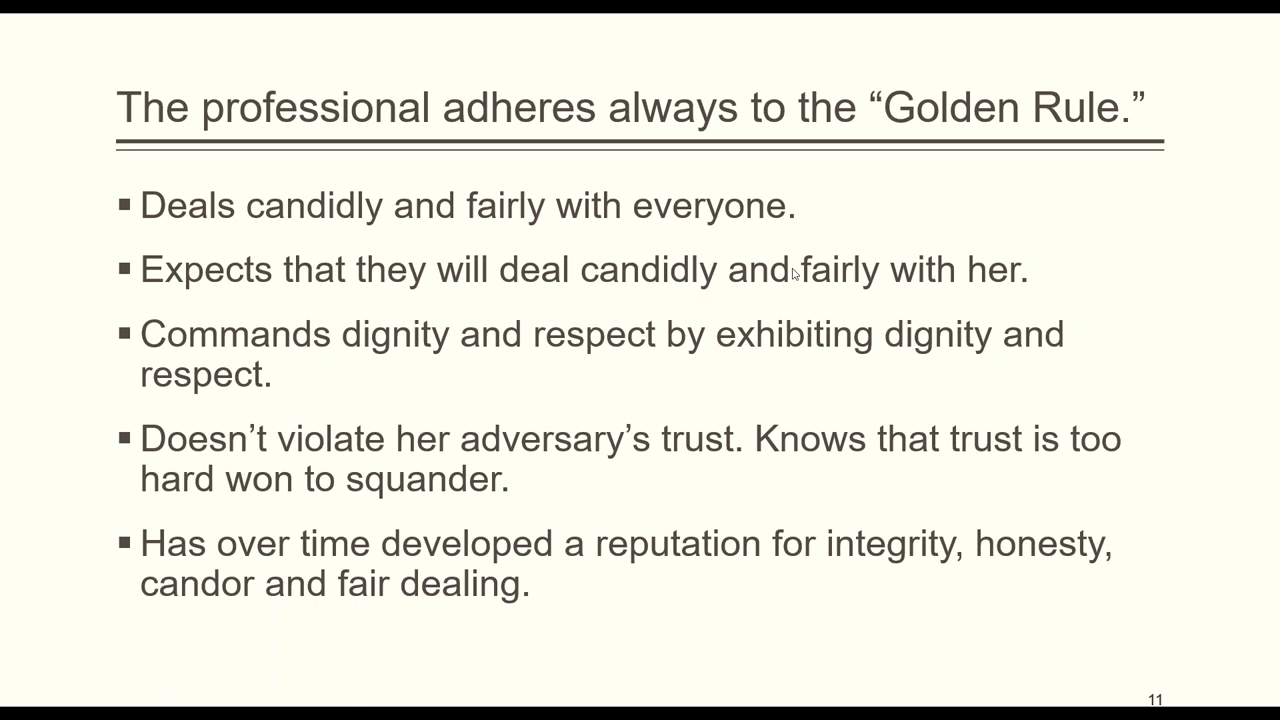 The professional adheres always to the “Golden Rule.”
▪ Deals candidly and fairly with everyone.
▪ Expects that they will deal candidly and fairly with her.
▪ Commands dignity and respect by exhibiting dignity and
respect.
▪ Doesn’t violate her adversary’s trust. Knows that trust is too
hard won to squander.
▪ Has over time developed a reputation for integrity, honesty,
candor and fair dealing.
11